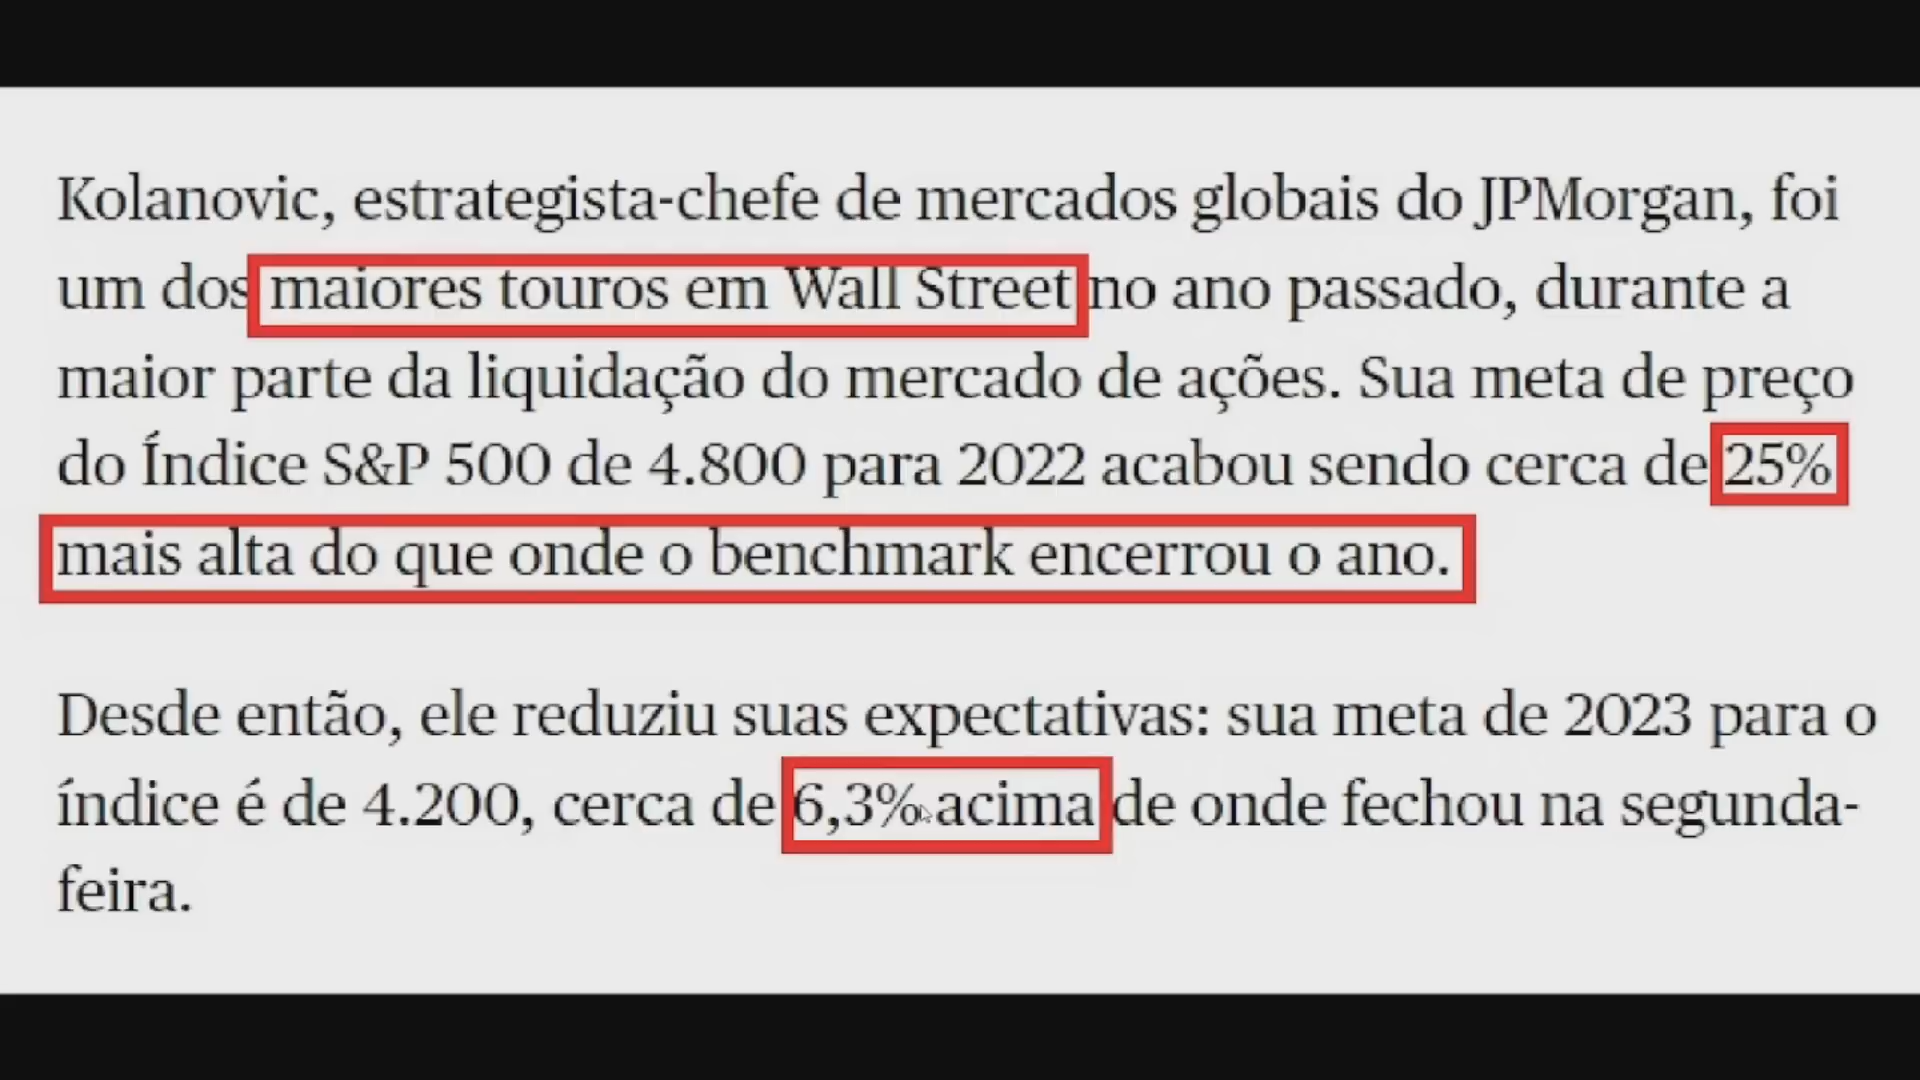 Kolanovic, estrategista-chefe de mercados globais do JPMorgan, foi
um dos maiores touros em Wall Street no ano passado, durante a
maior parte da liquidação do mercado de ações. Sua meta de preço
do Índice S&P 500 de 4.800 para 2022 acabou sendo cerca de 25%
mais alta do que onde o benchmark encerrou o ano.
Desde então, ele reduziu suas expectativas: sua meta de 2023 para o
índice é de 4.200, cerca de 6,3% acima de onde fechou na segunda-
feira.